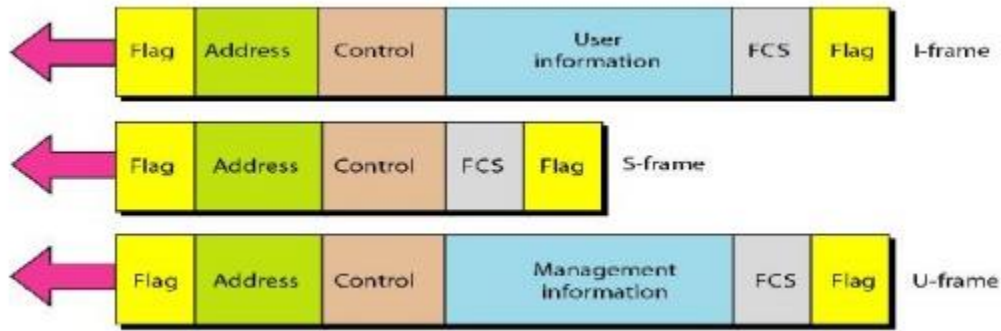 Flag Address Control User information FCS Flag I-frame
Flag Address Control FCS Flag S-frame
Flag Address Control Management information FCS Flag U-frame